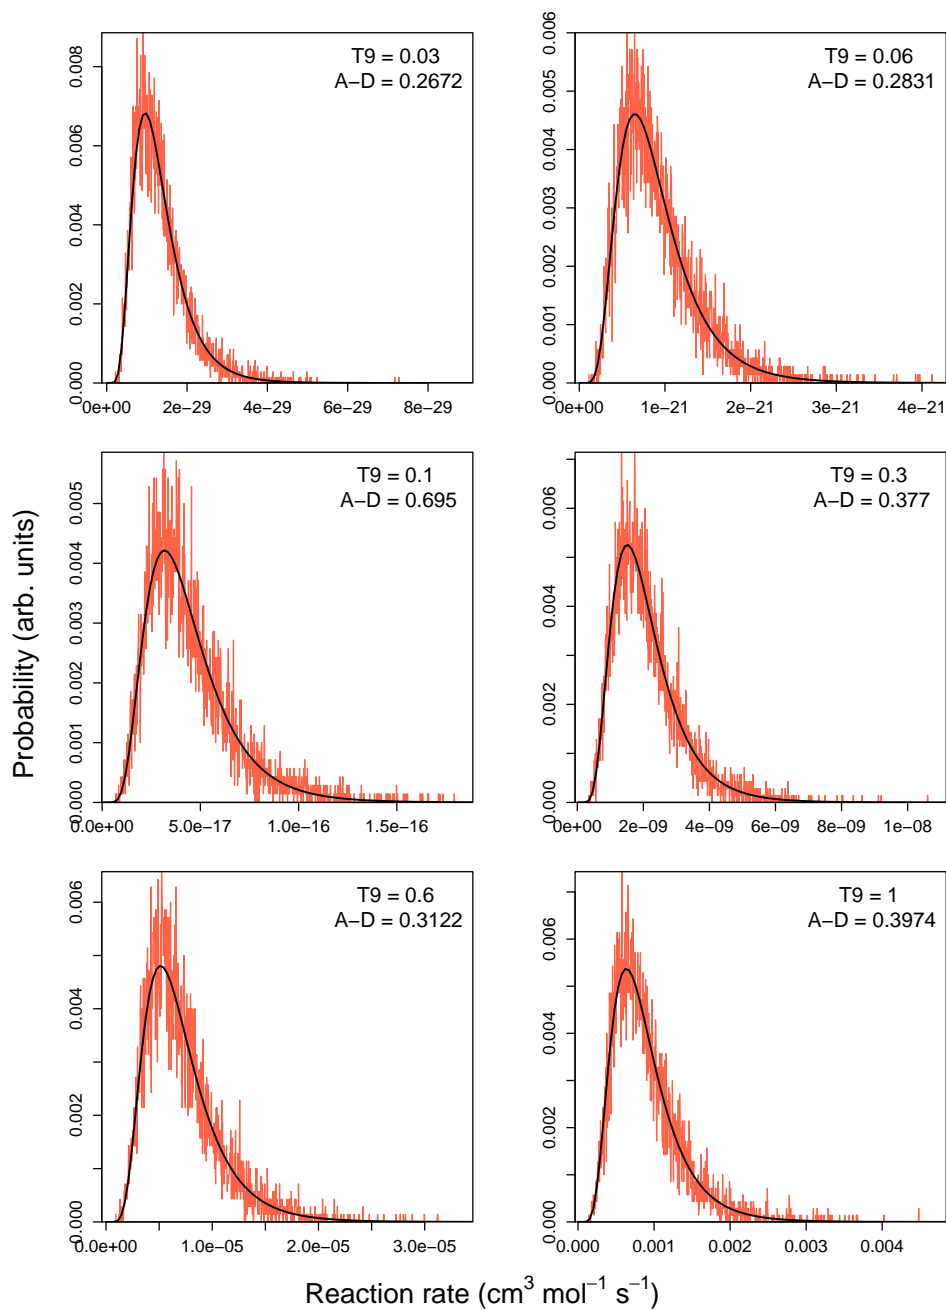 T9 = 0.03
A−D = 0.2672
0.000 0.002 0.004 0.006 0.008
0e+00 2e−29 4e−29 6e−29 8e−29
T9 = 0.06
A−D = 0.2831
0.000 0.001 0.002 0.003 0.004 0.005 0.006
0e+00 1e−21 2e−21 3e−21 4e−21
T9 = 0.1
A−D = 0.695
0.000 0.001 0.002 0.003 0.004 0.005
0.0e+00 5.0e−17 1.0e−16 1.5e−16
T9 = 0.3
A−D = 0.377
0.000 0.002 0.004 0.006
0e+00 2e−09 4e−09 6e−09 8e−09 1e−08
T9 = 0.6
A−D = 0.3122
0.000 0.002 0.004 0.006
0.0e+00 1.0e−05 2.0e−05 3.0e−05
T9 = 1
A−D = 0.3974
0.000 0.002 0.004 0.006
0.000 0.001 0.002 0.003 0.004
Probability (arb. units)
Reaction rate (cm³ mol⁻¹ s⁻¹)